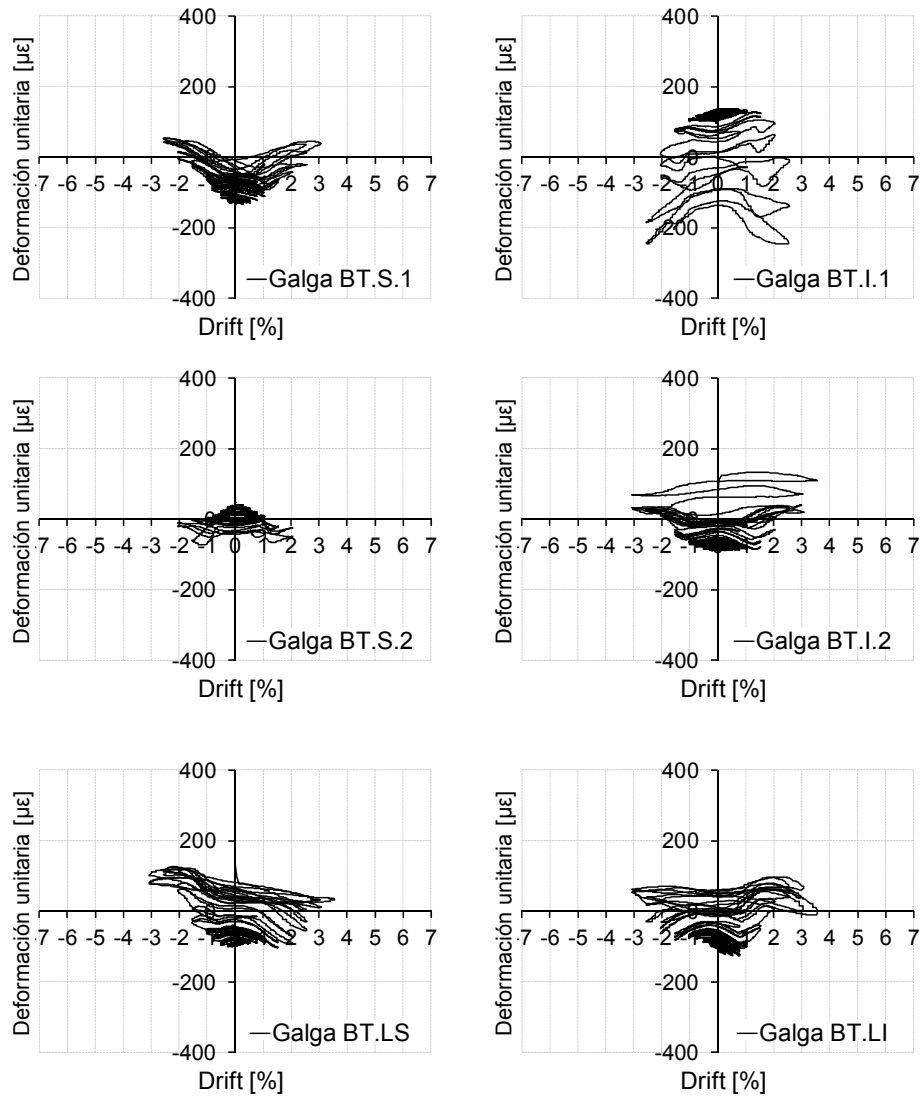 Deformación unitaria [µε]
400
200
0
-7 -6 -5 -4 -3 -2 -1 0 1 2 3 4 5 6 7
-200
-400
Galga BT.S.1
Drift [%]
Deformación unitaria [µε]
400
200
0
-7 -6 -5 -4 -3 -2 -1 0 1 2 3 4 5 6 7
-200
-400
Galga BT.I.1
Drift [%]
Deformación unitaria [µε]
400
200
0
-7 -6 -5 -4 -3 -2 -1 0 1 2 3 4 5 6 7
-200
-400
Galga BT.S.2
Drift [%]
Deformación unitaria [µε]
400
200
0
-7 -6 -5 -4 -3 -2 -1 0 1 2 3 4 5 6 7
-200
-400
Galga BT.I.2
Drift [%]
Deformación unitaria [µε]
400
200
0
-7 -6 -5 -4 -3 -2 -1 0 1 2 3 4 5 6 7
-200
-400
Galga BT.LS
Drift [%]
Deformación unitaria [µε]
400
200
0
-7 -6 -5 -4 -3 -2 -1 0 1 2 3 4 5 6 7
-200
-400
Galga BT.LI
Drift [%]